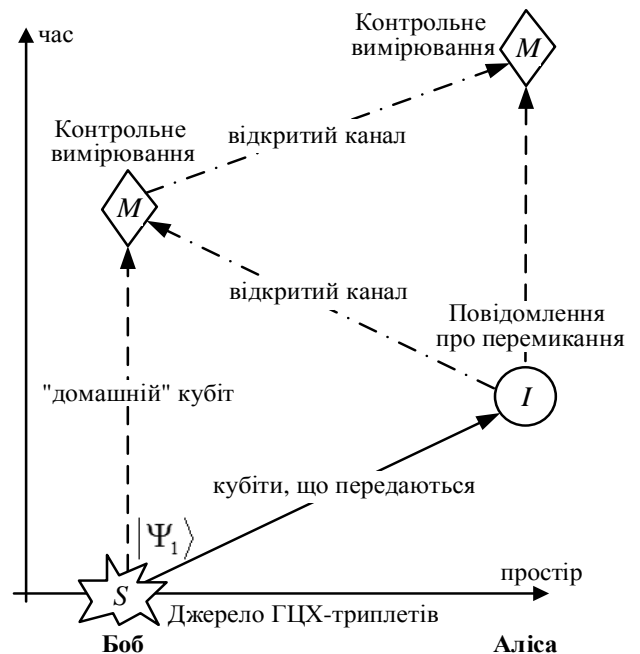 час
Контрольне
вимірювання
M
Контрольне
вимірювання
відкритий канал
M
відкритий канал
Повідомлення
про перемикання
"домашній" кубіт
I
кубіти, що передаються
|Ψ₁⟩
простір
S
Джерело ГЦХ-триплетів
Боб
Аліса